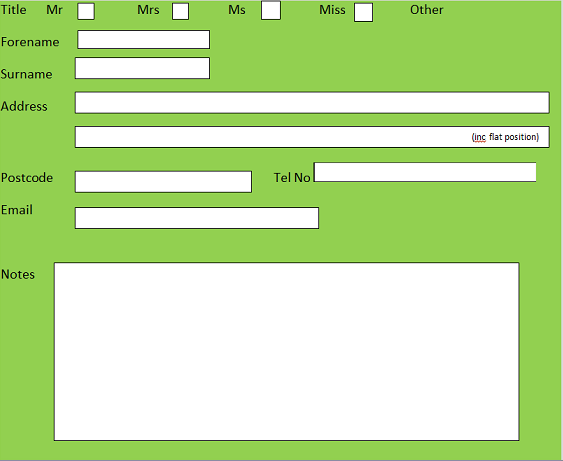 Title Mr Mrs Ms Miss Other
Forename
Surname
Address
(inc flat position)
Postcode Tel No
Email
Notes